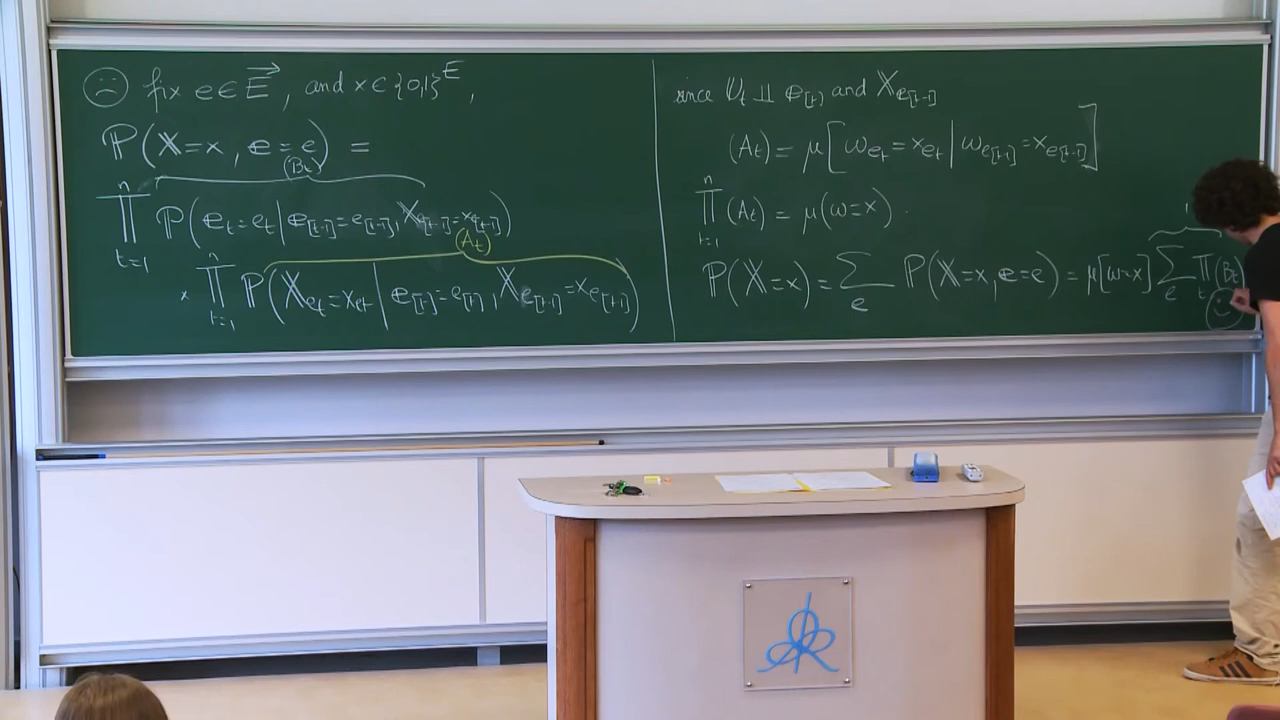 ☹ fix e ∈ E⃗, and x ∈ {0,1}^E,
ℙ(𝕏 = x, 𝕖 = e) =
∏_{t=1}^n ℙ(𝕖_t = e_t | 𝕖_[t-1] = e_[t-1], 𝕏_{e_[t-1]} = x_{e_[t-1]}) (B_t)
× ∏_{t=1}^n ℙ(𝕏_{e_t} = x_{e_t} | 𝕖_[t] = e_[t], 𝕏_{e_[t-1]} = x_{e_[t-1]}) (A_t)
since U_t ⫫ 𝕖_[t] and 𝕏_{e_[t-1]}
(A_t) = μ[ω_{e_t} = x_{e_t} | ω_{e_[t-1]} = x_{e_[t-1]}]
∏_{t=1}^n (A_t) = μ(ω = x).
ℙ(𝕏 = x) = ∑_e ℙ(𝕏 = x, 𝕖 = e) = μ[ω = x] ∑_e ∏_t (B_t)
1
☺